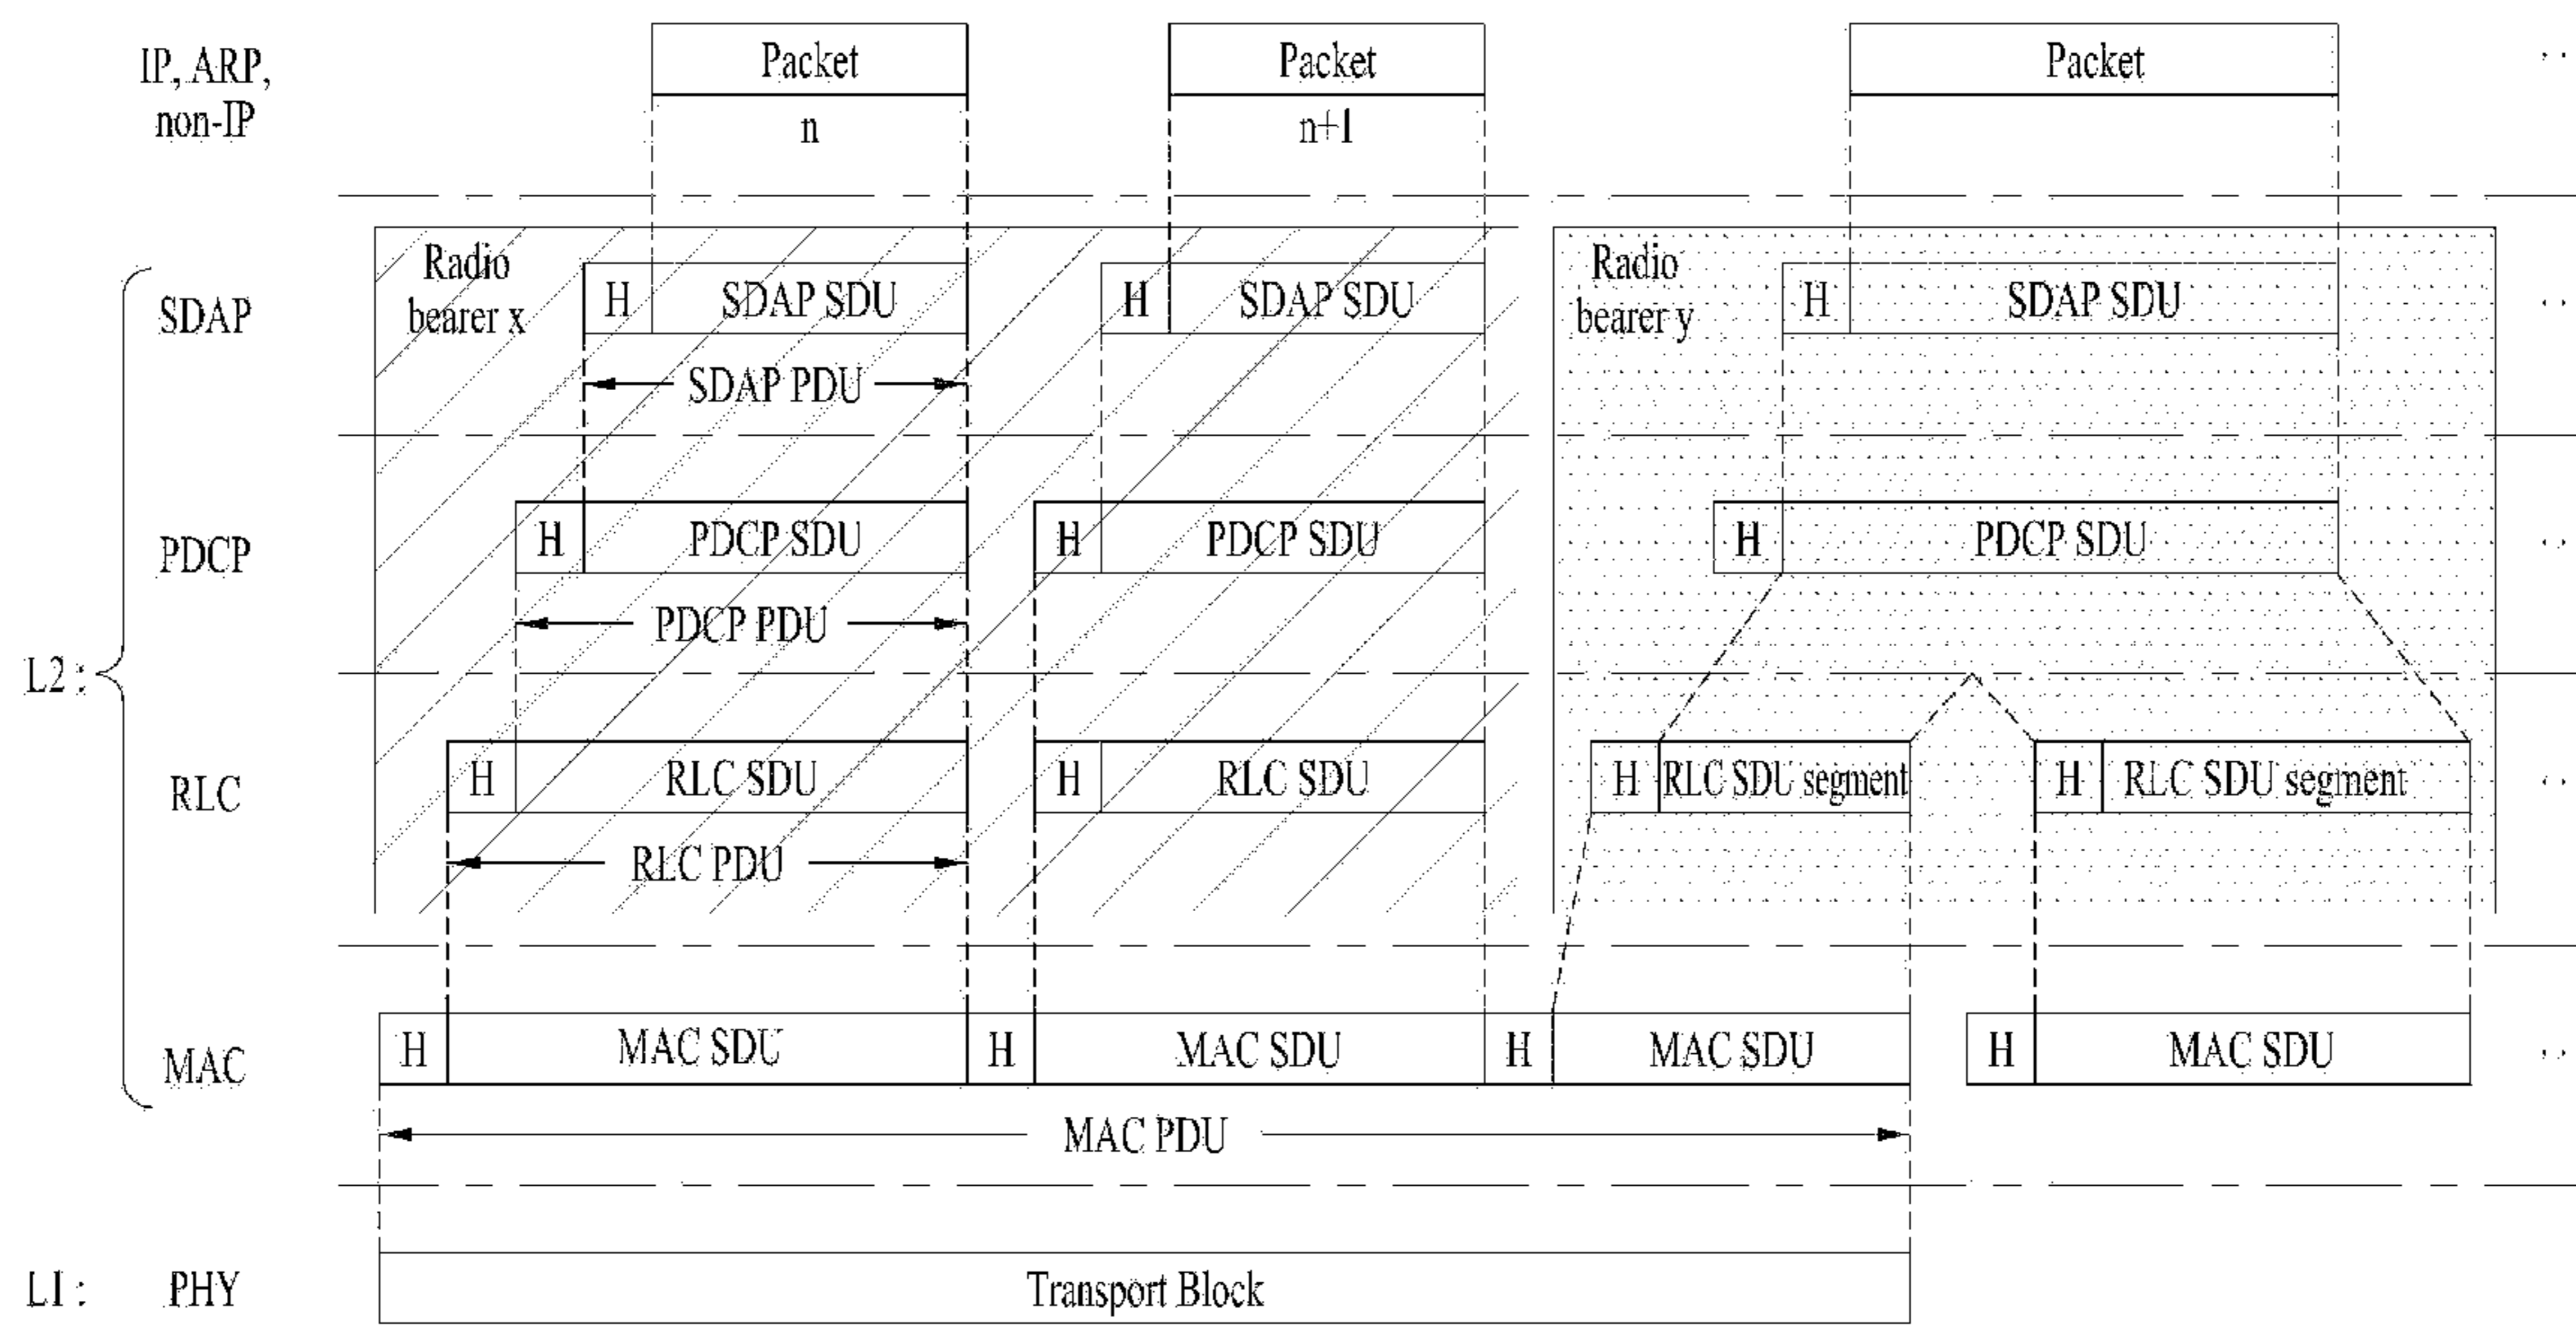 IP, ARP,
non-IP
Packet
n
Packet
n+1
Packet
L2 :
SDAP
Radio
bearer x
H
SDAP SDU
H
SDAP SDU
Radio
bearer y
H
SDAP SDU
SDAP PDU
PDCP
H
PDCP SDU
H
PDCP SDU
H
PDCP SDU
PDCP PDU
RLC
H
RLC SDU
H
RLC SDU
H
RLC SDU segment
H
RLC SDU segment
RLC PDU
MAC
H
MAC SDU
H
MAC SDU
H
MAC SDU
H
MAC SDU
MAC PDU
L1 :
PHY
Transport Block